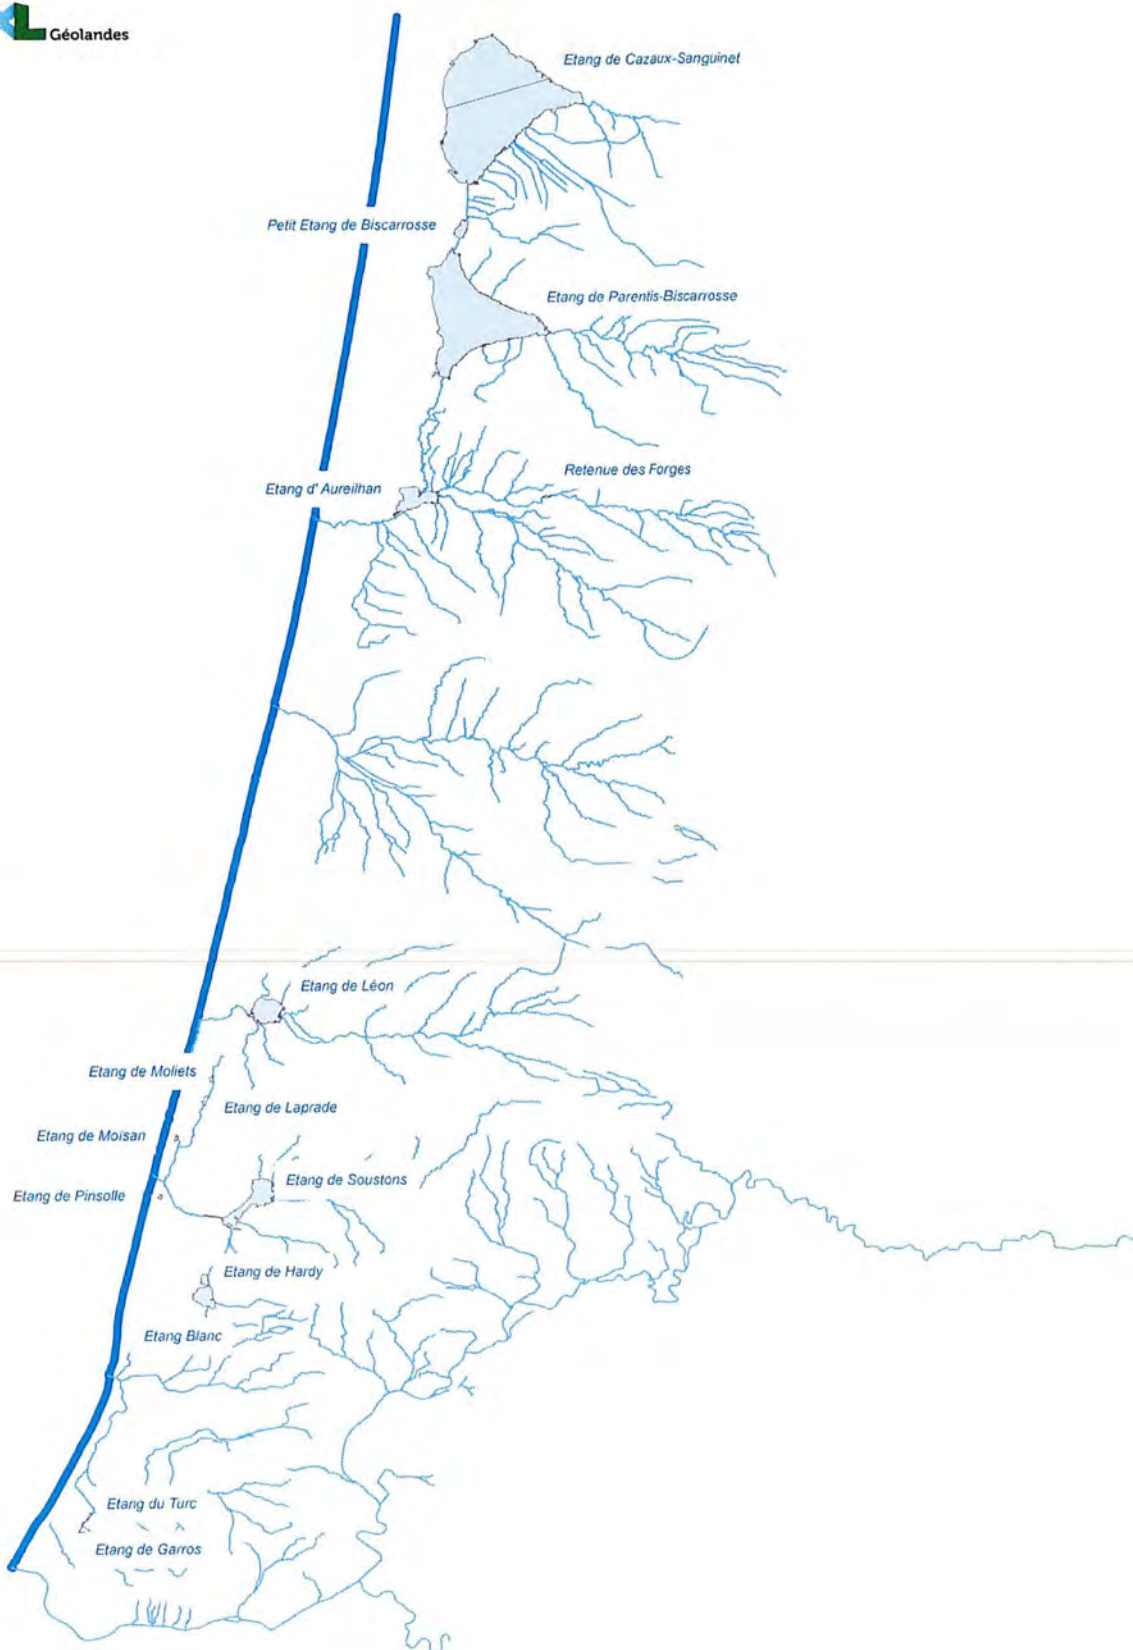 Géolandes
Etang de Cazaux-Sanguinet
Petit Etang de Biscarrosse
Etang de Parentis-Biscarrosse
Retenue des Forges
Etang d' Aureilhan
Etang de Léon
Etang de Moliets
Etang de Laprade
Etang de Moïsan
Etang de Soustons
Etang de Pinsolle
Etang de Hardy
Etang Blanc
Etang du Turc
Etang de Garros